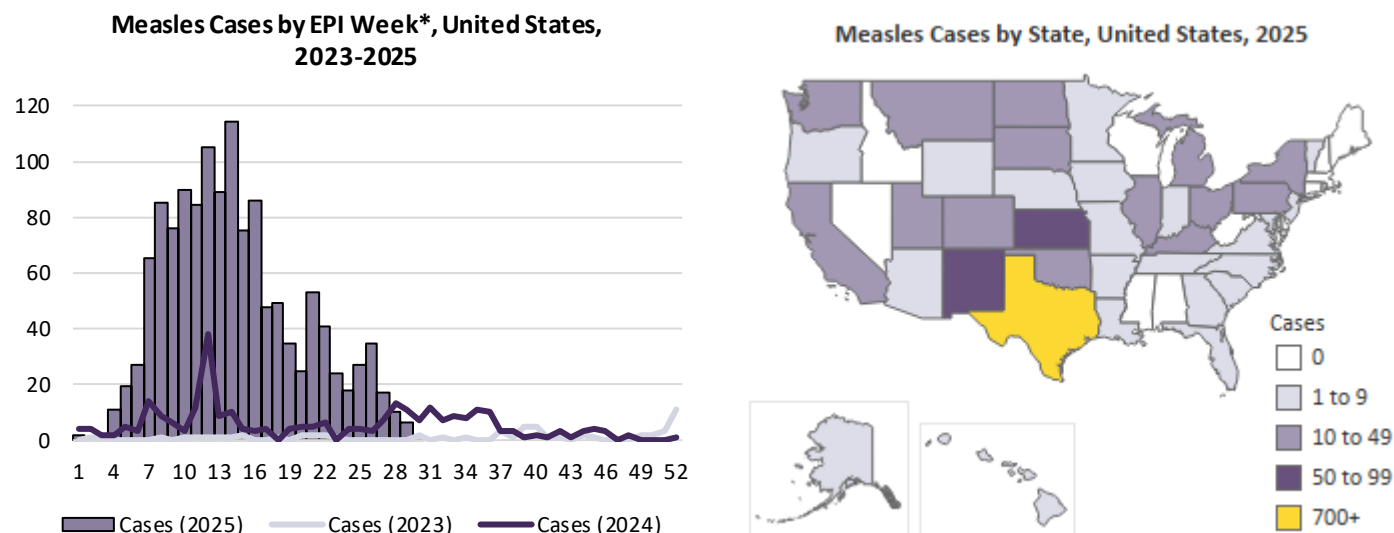 Measles Cases by EPI Week*, United States,
2023-2025
120
100
80
60
40
20
0
1 4 7 10 13 16 19 22 25 28 31 34 37 40 43 46 49 52
Cases (2025) Cases (2023) Cases (2024)
Measles Cases by State, United States, 2025
Cases
0
1 to 9
10 to 49
50 to 99
700+